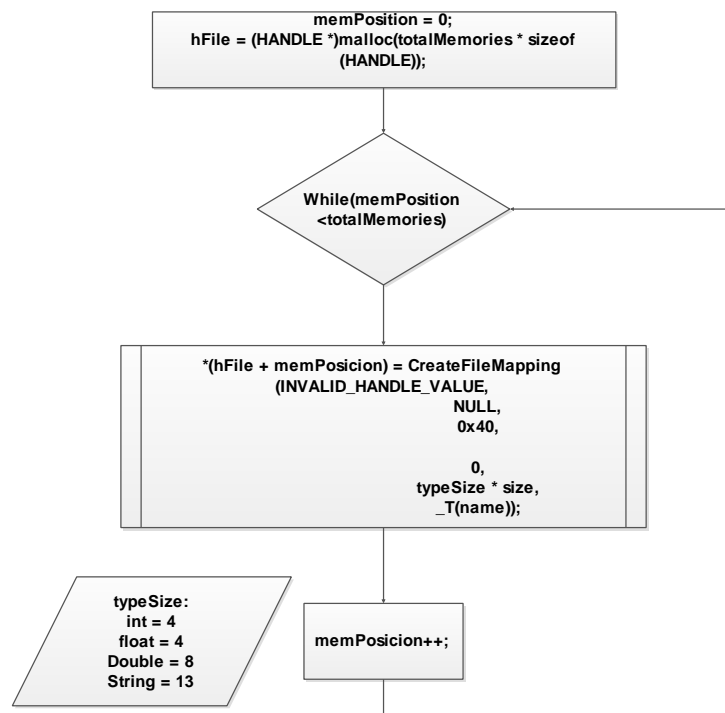 memPosition = 0;
hFile = (HANDLE *)malloc(totalMemories * sizeof
(HANDLE));
While(memPosition
<totalMemories)
*(hFile + memPosicion) = CreateFileMapping
(INVALID_HANDLE_VALUE,
NULL,
0x40,
0,
typeSize * size,
_T(name));
typeSize:
int = 4
float = 4
Double = 8
String = 13
memPosicion++;